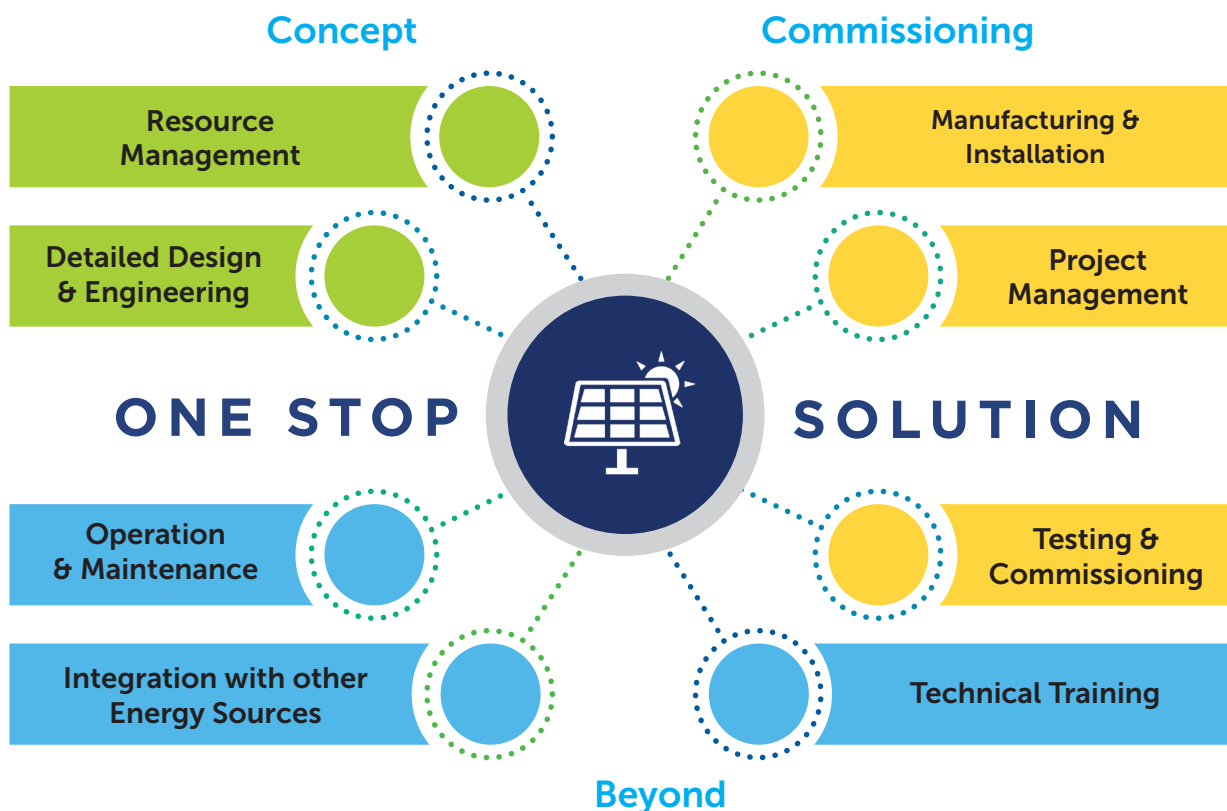 Concept
Commissioning
Resource
Management
Manufacturing &
Installation
Detailed Design
& Engineering
Project
Management
ONE STOP
SOLUTION
Operation
& Maintenance
Testing &
Commissioning
Integration with other
Energy Sources
Technical Training
Beyond